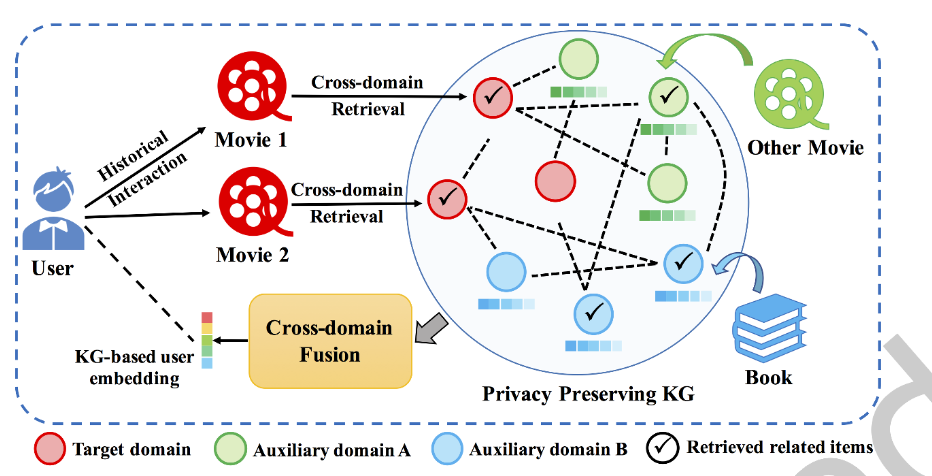 Historical
Interaction
Movie 1
Cross-domain
Retrieval
Other Movie
User
Movie 2
Cross-domain
Retrieval
KG-based user
embedding
Cross-domain
Fusion
Privacy Preserving KG
Book
Target domain
Auxiliary domain A
Auxiliary domain B
Retrieved related items